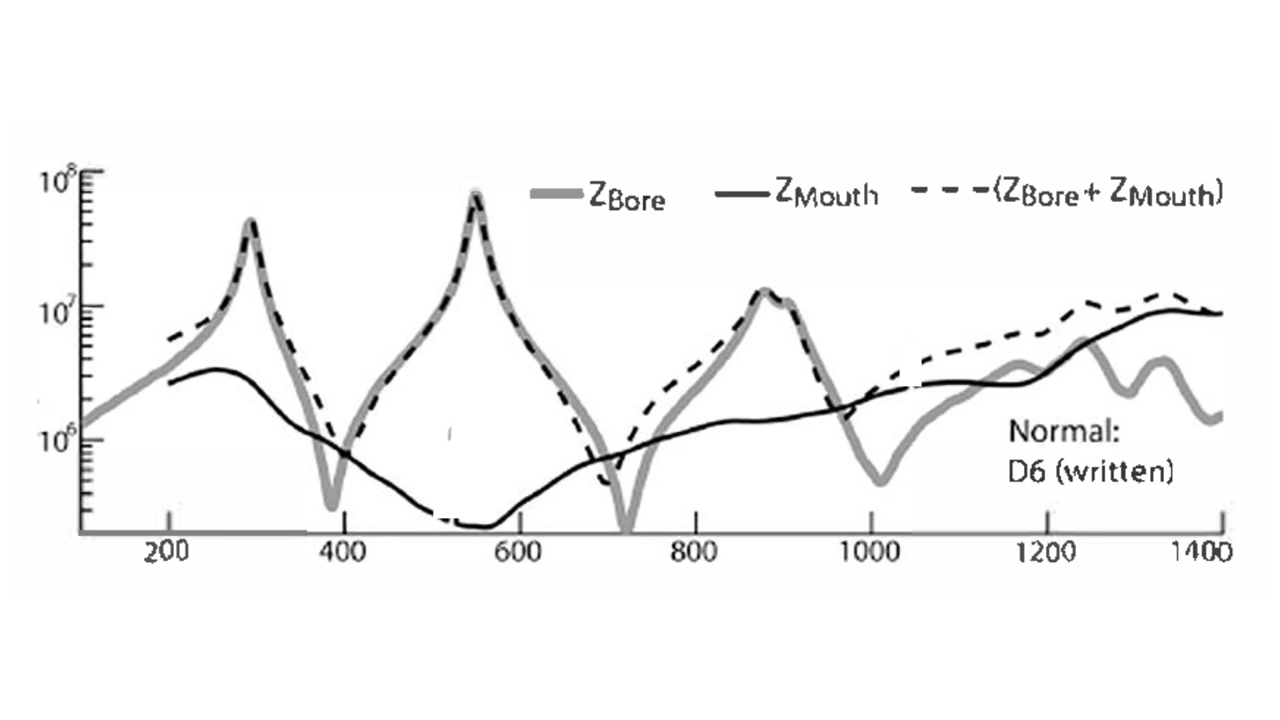 10⁸
Z_Bore Z_Mouth (Z_Bore + Z_Mouth)
10⁷
10⁶
Normal:
D6 (written)
200 400 600 800 1000 1200 1400